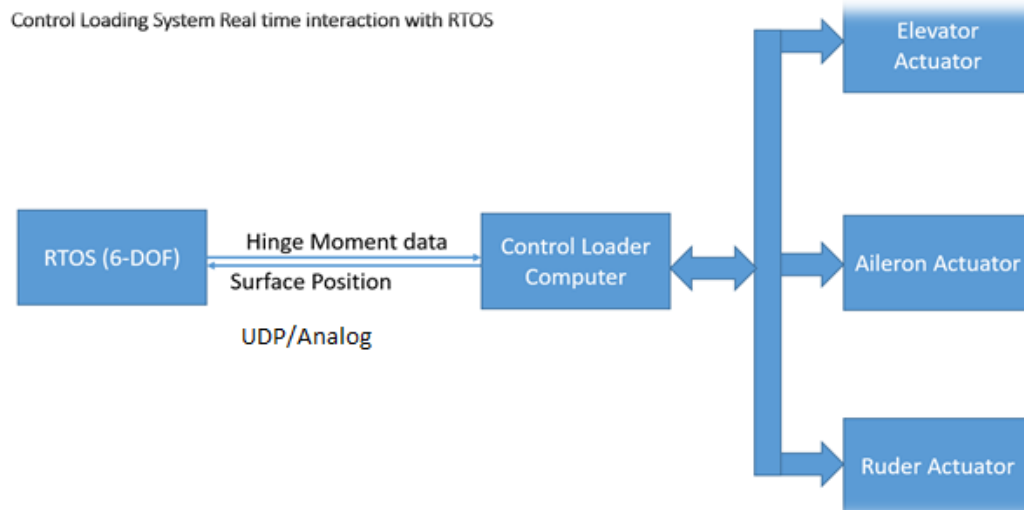 Control Loading System Real time interaction with RTOS
Elevator
Actuator
RTOS (6-DOF)
Hinge Moment data
Surface Position
UDP/Analog
Control Loader
Computer
Aileron Actuator
Ruder Actuator